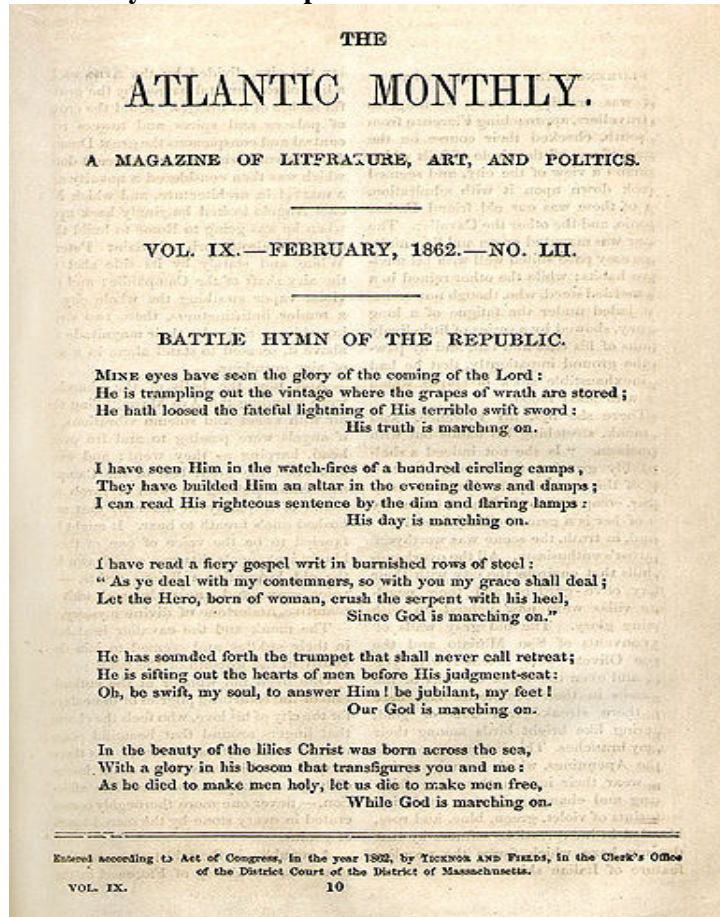 THE
ATLANTIC MONTHLY.
A MAGAZINE OF LITERATURE, ART, AND POLITICS.
VOL. IX.—FEBRUARY, 1862.—NO. LII.
BATTLE HYMN OF THE REPUBLIC.
MINE eyes have seen the glory of the coming of the Lord :
He is trampling out the vintage where the grapes of wrath are stored ;
He hath loosed the fateful lightning of His terrible swift sword :
His truth is marching on.
I have seen Him in the watch-fires of a hundred circling camps ,
They have builded Him an altar in the evening dews and damps ;
I can read His righteous sentence by the dim and flaring lamps :
His day is marching on.
I have read a fiery gospel writ in burnished rows of steel :
“ As ye deal with my contemners, so with you my grace shall deal ;
Let the Hero, born of woman, crush the serpent with his heel,
Since God is marching on.”
He has sounded forth the trumpet that shall never call retreat ;
He is sifting out the hearts of men before His judgment-seat :
Oh, be swift, my soul, to answer Him ! be jubilant, my feet !
Our God is marching on.
In the beauty of the lilies Christ was born across the sea,
With a glory in his bosom that transfigures you and me :
As he died to make men holy, let us die to make men free,
While God is marching on.
Entered according to Act of Congress, in the year 1862, by TICKNOR AND FIELDS, in the Clerk's Office
of the District Court of the District of Massachusetts.
VOL. IX. 10